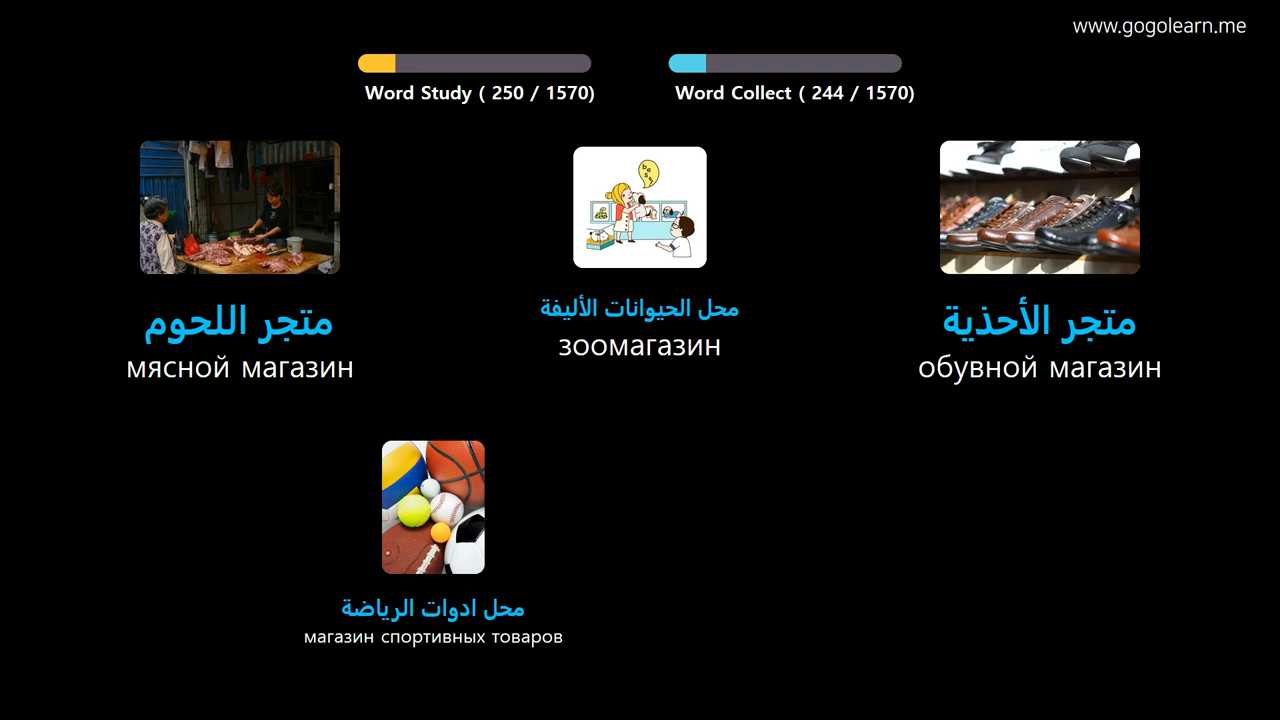 www.gogolearn.me
Word Study ( 250 / 1570)
Word Collect ( 244 / 1570)
best
متجر اللحوم
мясной магазин
محل الحيوانات الأليفة
зоомагазин
متجر الأحذية
обувной магазин
محل ادوات الرياضة
магазин спортивных товаров